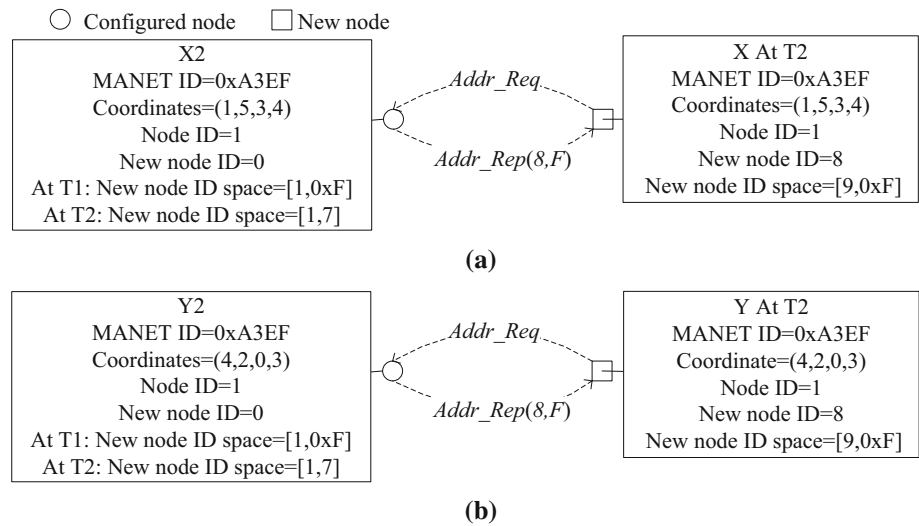 Configured node New node
X2
MANET ID=0xA3EF
Coordinates=(1,5,3,4)
Node ID=1
New node ID=0
At T1: New node ID space=[1,0xF]
At T2: New node ID space=[1,7]
Addr_Req
Addr_Rep(8,F)
X At T2
MANET ID=0xA3EF
Coordinates=(1,5,3,4)
Node ID=1
New node ID=8
New node ID space=[9,0xF]
(a)
Y2
MANET ID=0xA3EF
Coordinates=(4,2,0,3)
Node ID=1
New node ID=0
At T1: New node ID space=[1,0xF]
At T2: New node ID space=[1,7]
Addr_Req
Addr_Rep(8,F)
Y At T2
MANET ID=0xA3EF
Coordinate=(4,2,0,3)
Node ID=1
New node ID=8
New node ID space=[9,0xF]
(b)